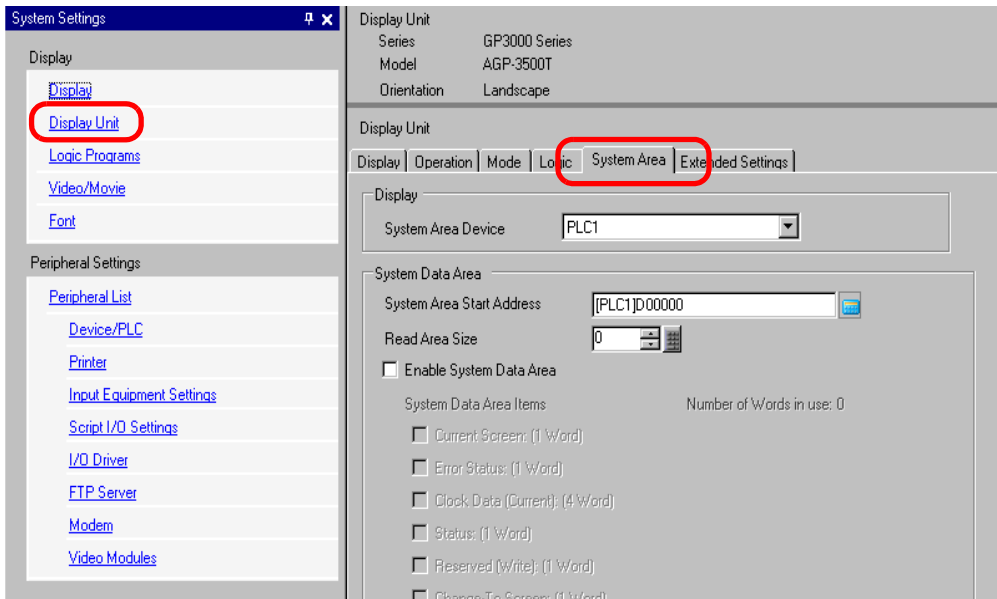 System Settings
Display
Display
Display Unit
Logic Programs
Video/Movie
Font
Peripheral Settings
Peripheral List
Device/PLC
Printer
Input Equipment Settings
Script I/O Settings
I/O Driver
FTP Server
Modem
Video Modules
Display Unit
Series GP3000 Series
Model AGP-3500T
Orientation Landscape
Display Unit
Display Operation Mode Logic System Area Extended Settings
Display
System Area Device PLC1
System Data Area
System Area Start Address [PLC1]D00000
Read Area Size 0
Enable System Data Area
System Data Area Items Number of Words in use: 0
Current Screen: (1 Word)
Error Status: (1 Word)
Clock Data (Current): (4 Word)
Status: (1 Word)
Reserved (Write): (1 Word)
Change To Screen: (1 Word)